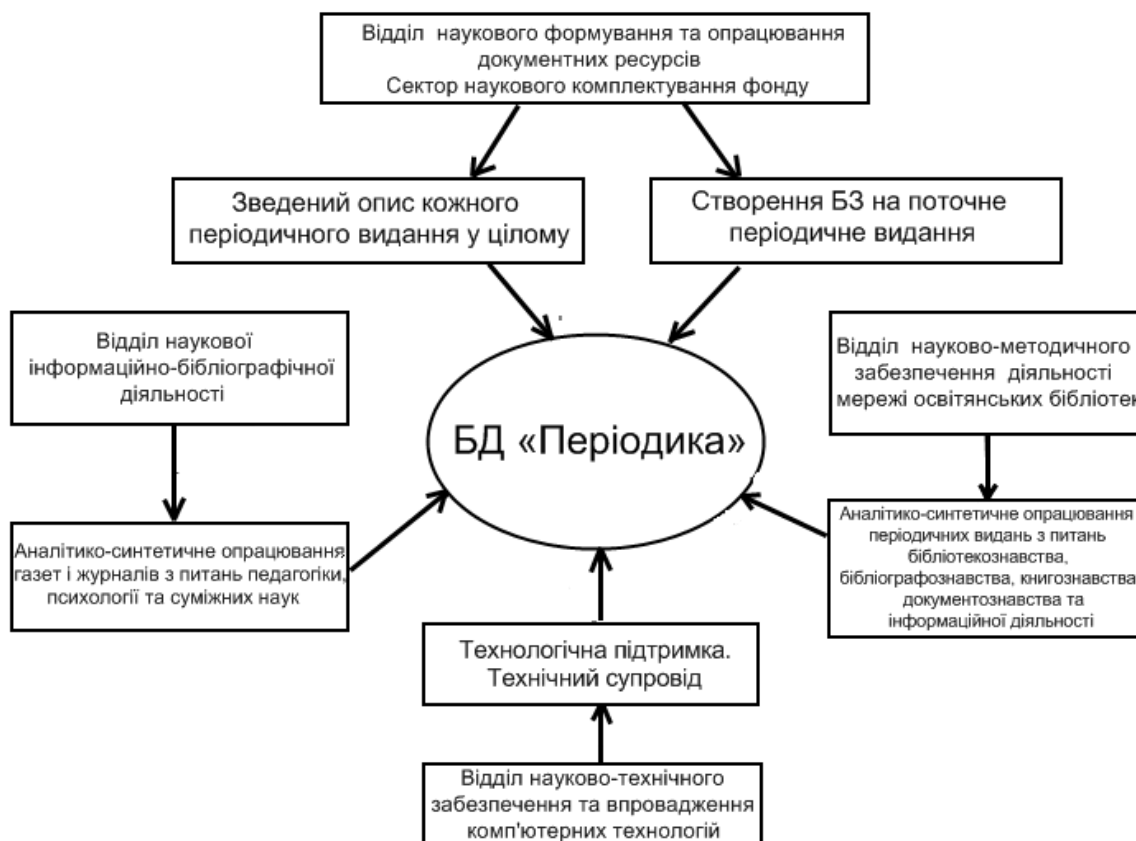 Відділ наукового формування та опрацювання
документних ресурсів
Сектор наукового комплектування фонду
Зведений опис кожного
періодичного видання у цілому
Створення БЗ на поточне
періодичне видання
Відділ наукової
інформаційно-бібліографічної
діяльності
Відділ науково-методичного
забезпечення діяльності
мережі освітянських бібліотек
БД «Періодика»
Аналітико-синтетичне опрацювання
газет і журналів з питань педагогіки,
психології та суміжних наук
Аналітико-синтетичне опрацювання
періодичних видань з питань
бібліотекознавства,
бібліографознавства, книгознавства
документознавства та
інформаційної діяльності
Технологічна підтримка.
Технічний супровід
Відділ науково-технічного
забезпечення та впровадження
комп'ютерних технологій